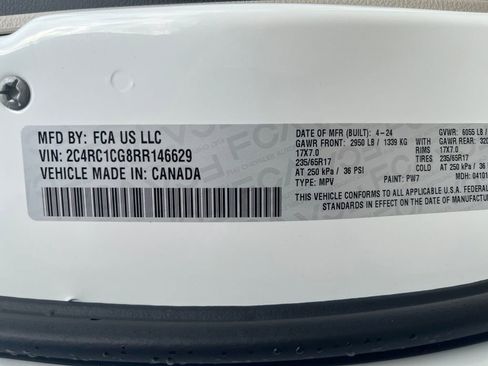 MFD BY: FCA US LLC
VIN: 2C4RC1CG8RR146629
VEHICLE MADE IN: CANADA
DATE OF MFR (BUILT): 4-24 GVWR: 6055 LB /
GAWR FRONT: 2950 LB / 1339 KG WITH GAWR REAR: 320
17X7.0 RIMS 17X7.0
235/65R17 TIRES 235/65R17
AT 250 kPa / 36 PSI COLD AT 250 kPa / 36
TYPE: MPV PAINT: PW7 MDH: 04101
THIS VEHICLE CONFORMS TO ALL APPLICABLE U.S.A. FEDERAL
STANDARDS IN EFFECT ON THE DATE OF MANUFACTURE